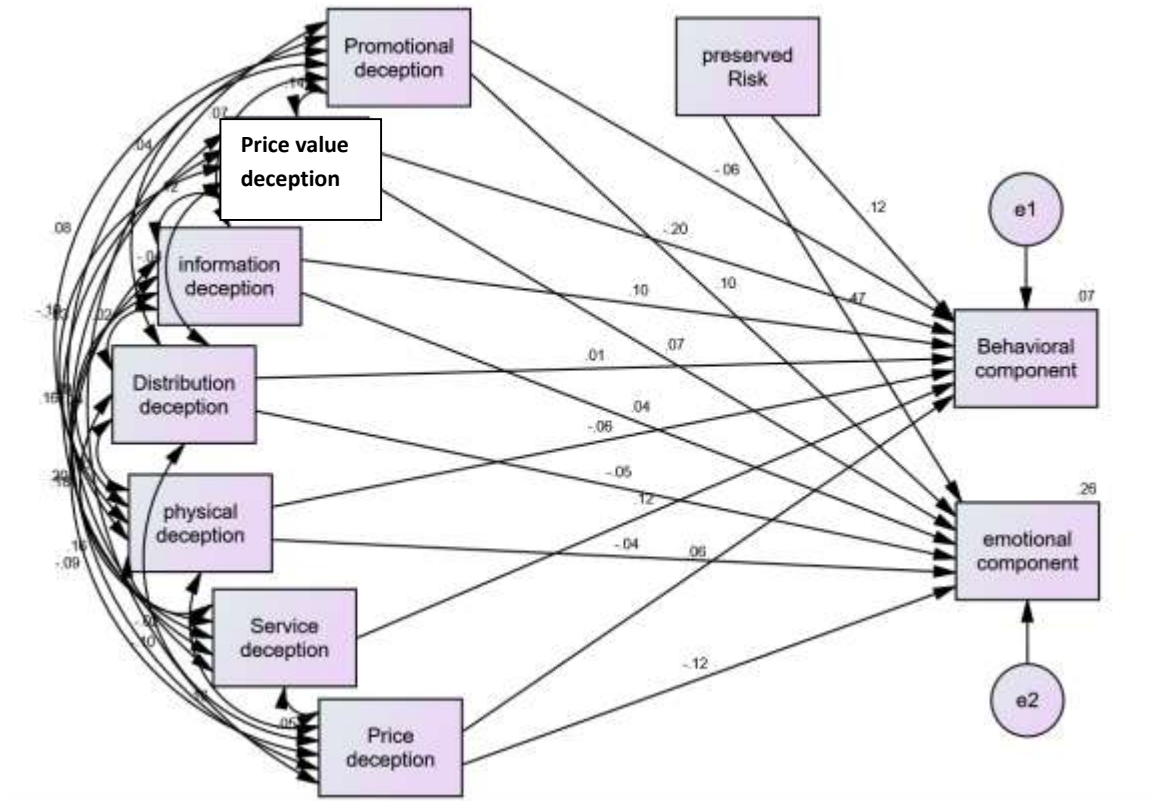 Promotional
deception
preserved
Risk
.14
.07
Price value
deception
.04
-.06
.12
e1
.08
-.20
information
deception
.10
.10
.47
.07
-.02
Behavioral
component
.07
.01
Distribution
deception
.04
-.06
-.05
.12
.26
physical
deception
emotional
component
-.04
.06
-.09
Service
deception
.10
-.12
e2
.05
Price
deception